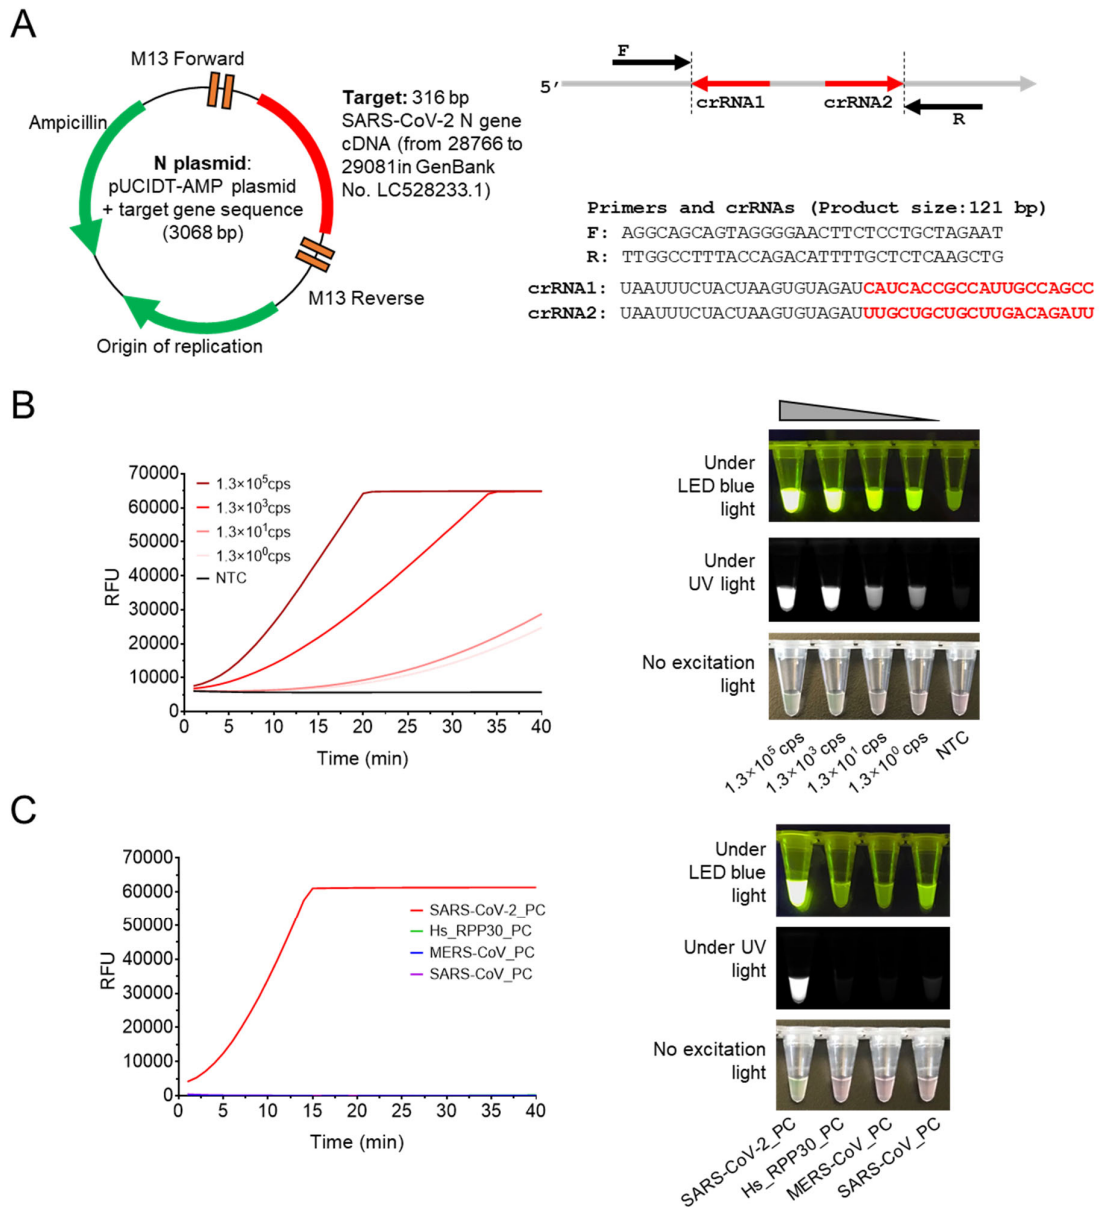 A
M13 Forward
Ampicillin
N plasmid:
pUCIDT-AMP plasmid
+ target gene sequence
(3068 bp)
M13 Reverse
Origin of replication
Target: 316 bp
SARS-CoV-2 N gene
cDNA (from 28766 to
29081in GenBank
No. LC528233.1)
F
5′
crRNA1
crRNA2
R
Primers and crRNAs (Product size:121 bp)
F: AGGCAGCAGTAGGGGAACTTCTCCTGCTAGAAT
R: TTGGCCTTTACCAGACATTTTGCTCTCAAGCTG
crRNA1: UAAUUUCUACUAAGUGUAGAUCAUCACCGCCAUUGCCAGCC
crRNA2: UAAUUUCUACUAAGUGUAGAUUUGCUGCUGCUUGACAGAUU
B
70000
60000
50000
40000
30000
20000
10000
0
RFU
1.3×10⁵cps
1.3×10³cps
1.3×10¹cps
1.3×10⁰cps
NTC
0 5 10 15 20 25 30 35 40
Time (min)
Under
LED blue
light
Under
UV light
No excitation
light
1.3×10⁵ cps
1.3×10³ cps
1.3×10¹ cps
1.3×10⁰ cps
NTC
C
70000
60000
50000
40000
30000
20000
10000
0
RFU
SARS-CoV-2_PC
Hs_RPP30_PC
MERS-CoV_PC
SARS-CoV_PC
0 5 10 15 20 25 30 35 40
Time (min)
Under
LED blue
light
Under UV
light
No excitation
light
SARS-CoV-2_PC
Hs_RPP30_PC
MERS-CoV_PC
SARS-CoV_PC